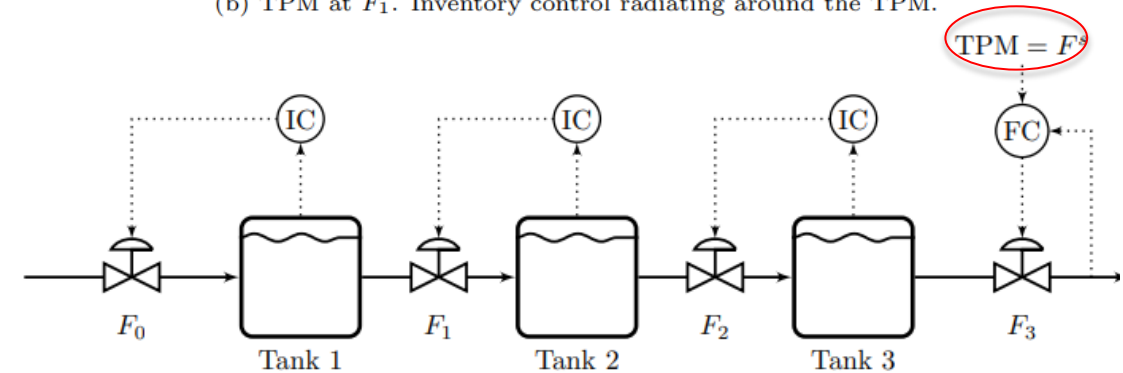 (b) TPM at F₁. Inventory control radiating around the TPM.
TPM = Fˢ
IC IC IC FC
F₀ F₁ F₂ F₃
Tank 1 Tank 2 Tank 3